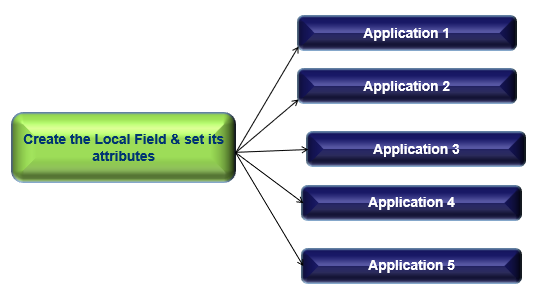 Application 1
Application 2
Create the Local Field & set its
attributes
Application 3
Application 4
Application 5